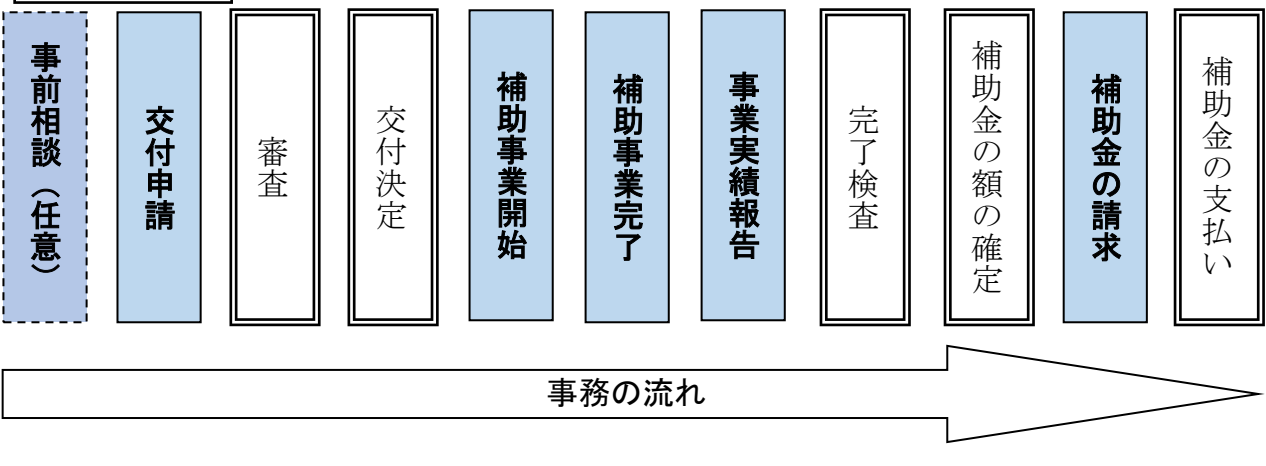 事前相談（任意）
交付申請
審査
交付決定
補助事業開始
補助事業完了
事業実績報告
完了検査
補助金の額の確定
補助金の請求
補助金の支払い
事務の流れ